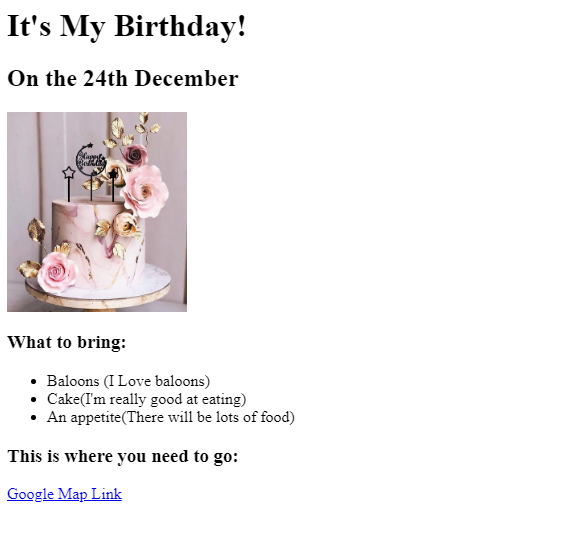 It's My Birthday!
On the 24th December
Happy
Birthday
What to bring:
Baloons (I Love baloons)
Cake(I'm really good at eating)
An appetite(There will be lots of food)
This is where you need to go:
Google Map Link